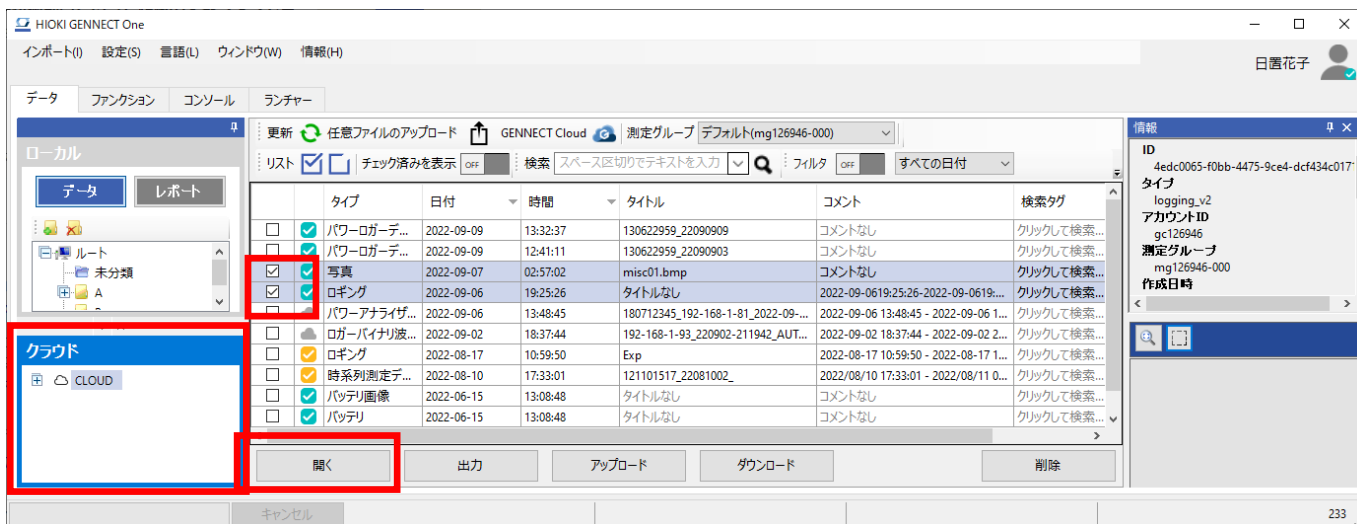 HIOKI GENNECT One
インポート(I) 設定(S) 言語(L) ウィンドウ(W) 情報(H)
日置花子
データ ファンクション コンソール ランチャー
ローカル
データ レポート
ルート
未分類
A
クラウド
CLOUD
更新 任意ファイルのアップロード GENNECT Cloud 測定グループ デフォルト(mg126946-000)
リスト チェック済みを表示 OFF 検索 スペース区切りでテキストを入力 フィルタ OFF すべての日付
タイプ 日付 時間 タイトル コメント 検索タグ
パワーロガーデ... 2022-09-09 13:32:37 130622959_22090909 コメントなし クリックして検索...
パワーロガーデ... 2022-09-09 12:41:11 130622959_22090903 コメントなし クリックして検索...
写真 2022-09-07 02:57:02 misc01.bmp コメントなし クリックして検索...
ロギング 2022-09-06 19:25:26 タイトルなし 2022-09-0619:25:26-2022-09-0619:... クリックして検索...
パワーアナライザ... 2022-09-06 13:48:45 180712345_192-168-1-81_2022-09-... 2022-09-06 13:48:45 - 2022-09-06 1... クリックして検索...
ロガーバイナリ波... 2022-09-02 18:37:44 192-168-1-93_220902-211942_AUT... 2022-09-02 18:37:44 - 2022-09-02 2... クリックして検索...
ロギング 2022-08-17 10:59:50 Exp 2022-08-17 10:59:50 - 2022-08-17 1... クリックして検索...
時系列測定デ... 2022-08-10 17:33:01 121101517_22081002_ 2022/08/10 17:33:01 - 2022/08/11 0... クリックして検索...
バッテリ画像 2022-06-15 13:08:48 タイトルなし コメントなし クリックして検索...
バッテリ 2022-06-15 13:08:48 タイトルなし コメントなし クリックして検索...
開く 出力 アップロード ダウンロード 削除
情報
ID
4edc0065-f0bb-4475-9ce4-dcf434c017
タイプ
logging_v2
アカウントID
gc126946
測定グループ
mg126946-000
作成日時
キャンセル 233